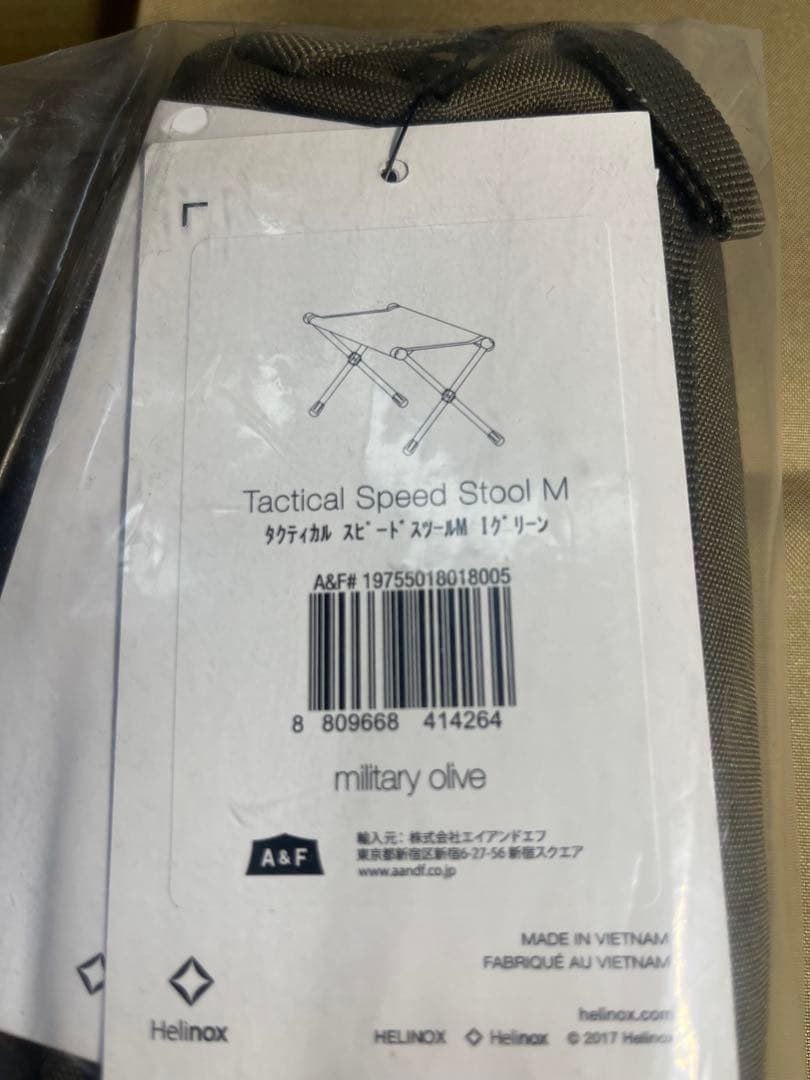 Tactical Speed Stool M
ﾀｸﾃｨｶﾙ ｽﾋﾟｰﾄﾞｽﾂｰﾙM Iｸﾞﾘｰﾝ
A&F# 19755018018005
8 809668 414264
military olive
A&F
輸入元：株式会社エイアンドエフ
東京都新宿区新宿6-27-56 新宿スクエア
www.aandf.co.jp
MADE IN VIETNAM
FABRIQUÉ AU VIETNAM
Helinox
helinox.com
HELINOX Helinox © 2017 Helinox